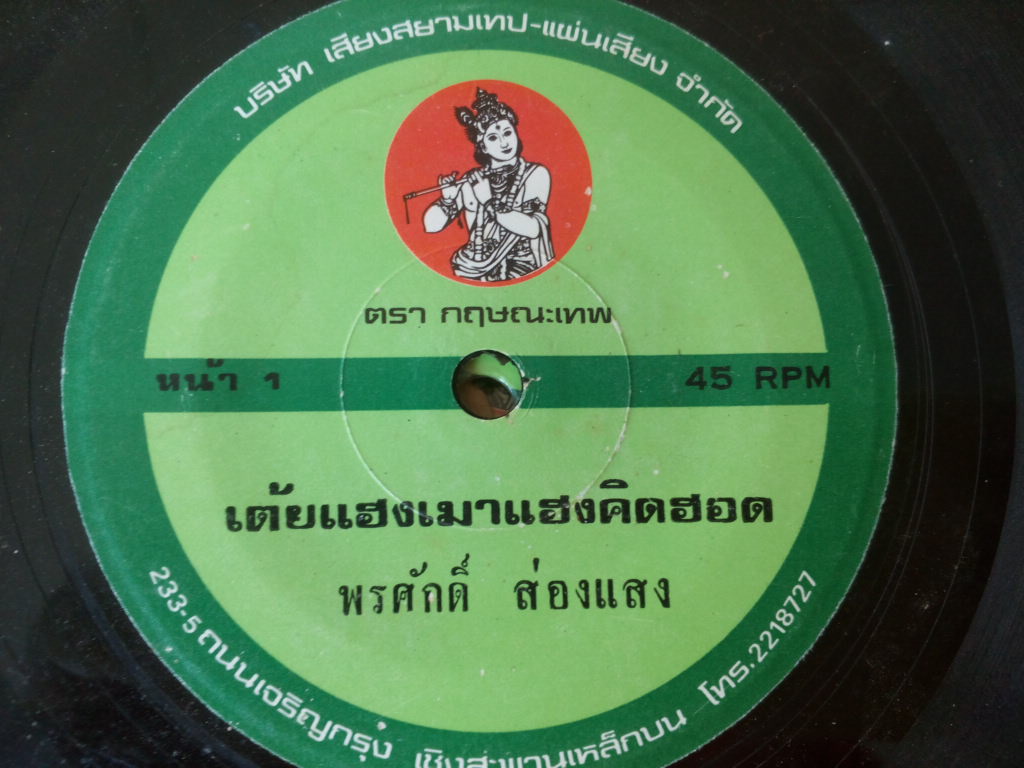 บริษัท เสียงสยามเทป-แผ่นเสียง จำกัด
ตรา กฤษณะเทพ
หน้า 1
45 RPM
เต้ยแฮงเมาแฮงคิดฮอด
พรศักดิ์ ส่องแสง
233-5 ถนนเจริญกรุง เชิงสะพานเหล็กบน โทร.2218727